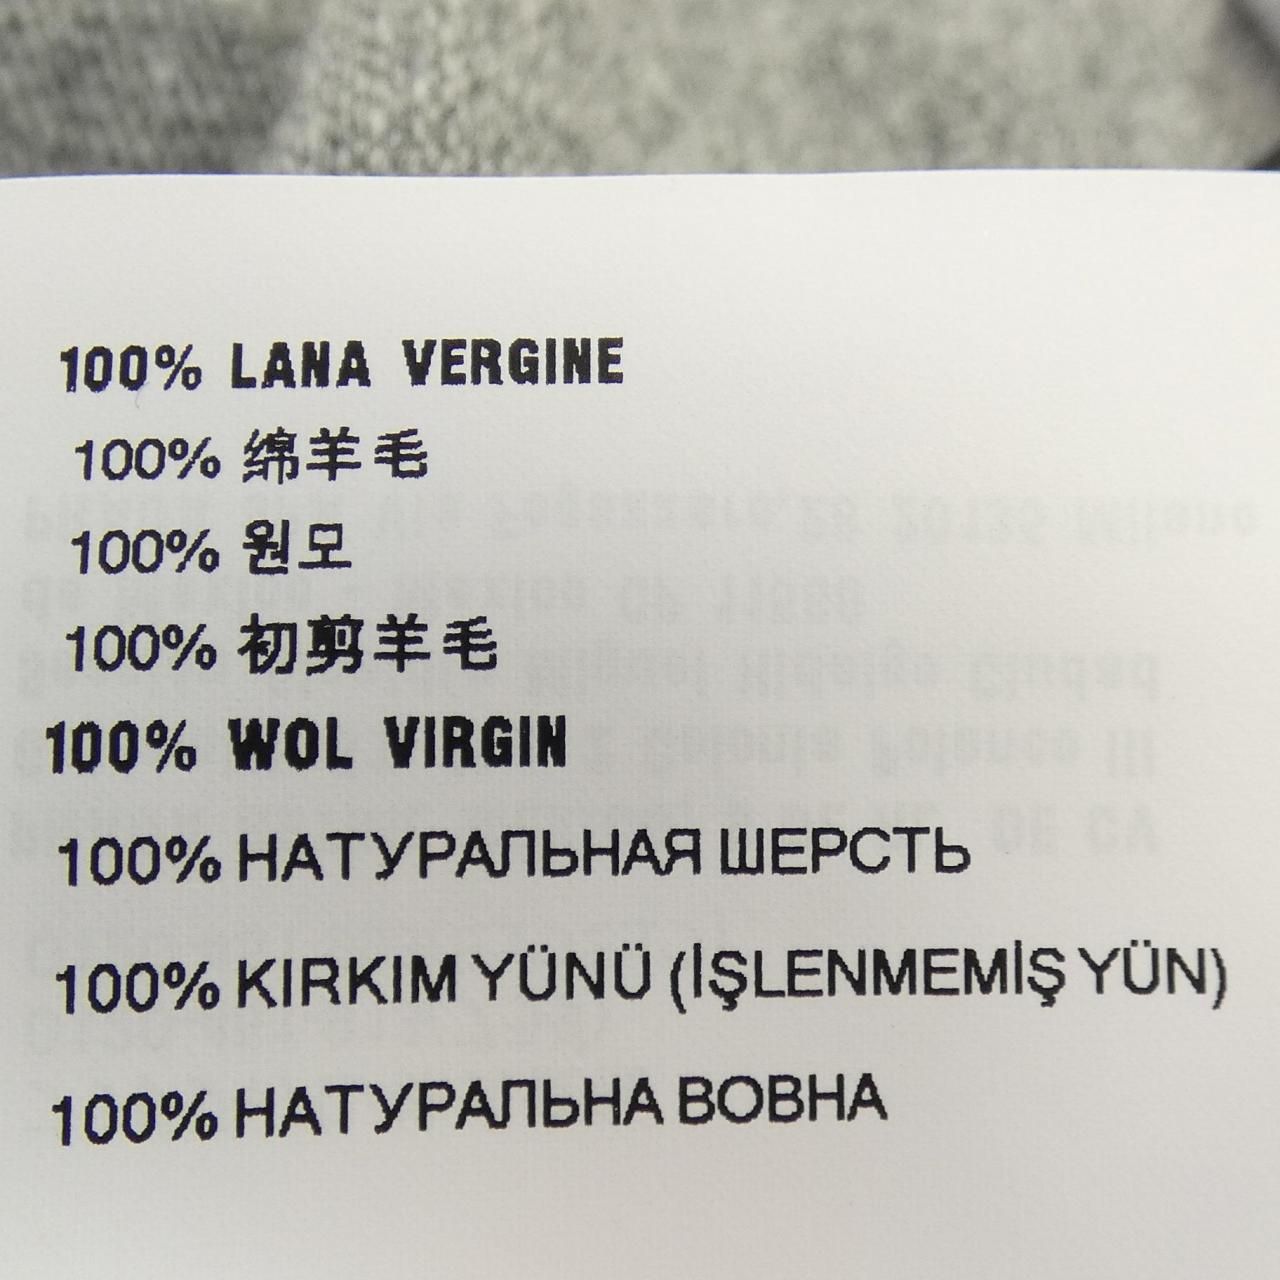 100% LANA VERGINE
100% 绵羊毛
100% 원모
100% 初剪羊毛
100% WOL VIRGIN
100% НАТУРАЛЬНАЯ ШЕРСТЬ
100% KIRKIM YÜNÜ (İŞLENMEMİŞ YÜN)
100% НАТУРАЛЬНА ВОВНА